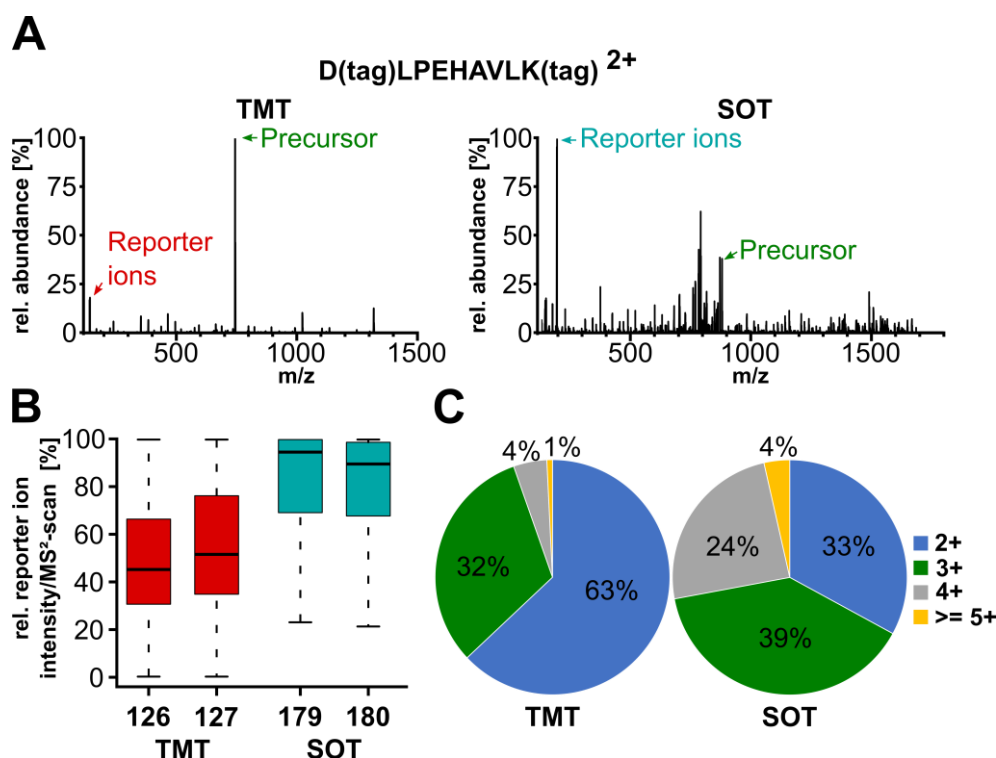 A
D(tag)LPEHAVLK(tag) 2+
TMT
SOT
rel. abundance [%]
100
75
50
25
0
Precursor
Reporter
ions
500
1000
1500
m/z
rel. abundance [%]
100
75
50
25
0
Reporter ions
Precursor
500
1000
1500
m/z
B
rel. reporter ion
intensity/MS²-scan [%]
100
80
60
40
20
0
126
127
179
180
TMT
SOT
C
4%
1%
32%
63%
TMT
4%
24%
33%
39%
SOT
2+
3+
4+
>= 5+